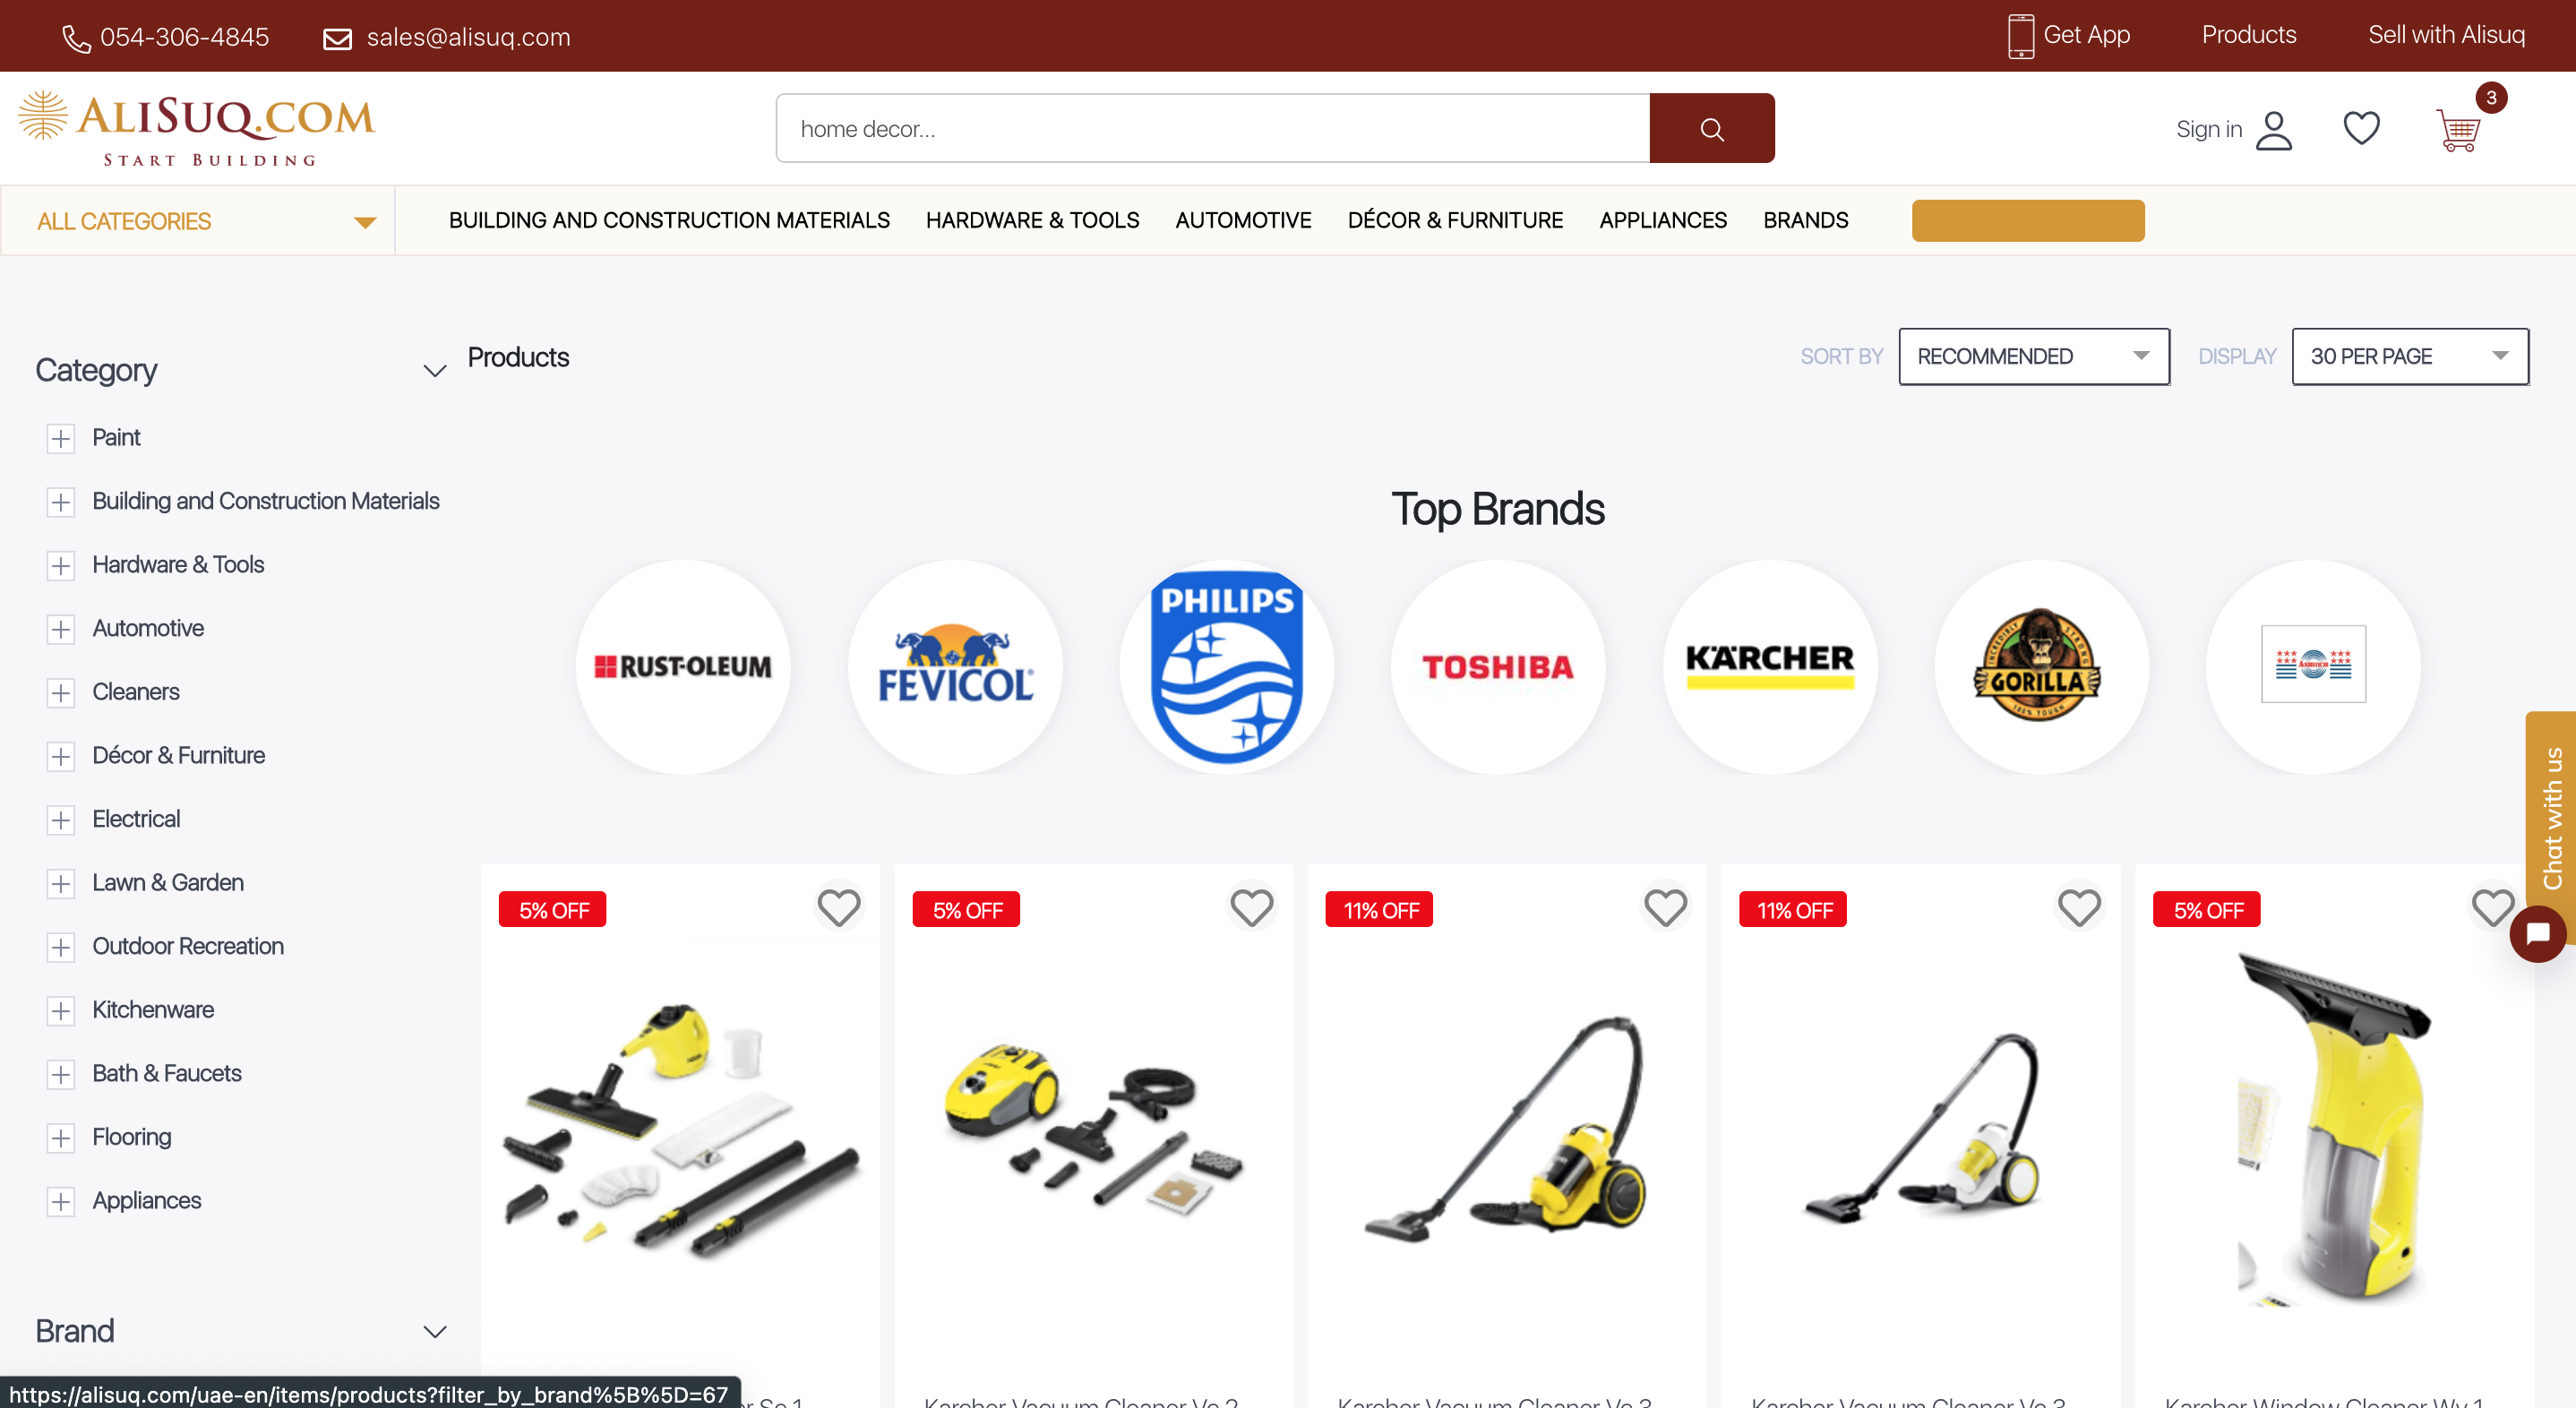 054-306-4845
sales@alisuq.com
Get App
Products
Sell with Alisuq
ALISUQ.COM
START BUILDING
home decor...
Sign in
3
ALL CATEGORIES
BUILDING AND CONSTRUCTION MATERIALS
HARDWARE & TOOLS
AUTOMOTIVE
DÉCOR & FURNITURE
APPLIANCES
BRANDS
Category
Paint
Building and Construction Materials
Hardware & Tools
Automotive
Cleaners
Décor & Furniture
Electrical
Lawn & Garden
Outdoor Recreation
Kitchenware
Bath & Faucets
Flooring
Appliances
Brand
Products
SORT BY
RECOMMENDED
DISPLAY
30 PER PAGE
Top Brands
RUST-OLEUM
FEVICOL
PHILIPS
TOSHIBA
KÄRCHER
INCREDIBLY STRONG
GORILLA
100% TOUGH
Chat with us
5% OFF
5% OFF
11% OFF
11% OFF
5% OFF
Karcher Vacuum Cleaner Vc 2
Karcher Vacuum Cleaner Vc 3
Karcher Vacuum Cleaner Vc 3
Karcher Window Cleaner Wv 1
https://alisuq.com/uae-en/items/products?filter_by_brand%5B%5D=67